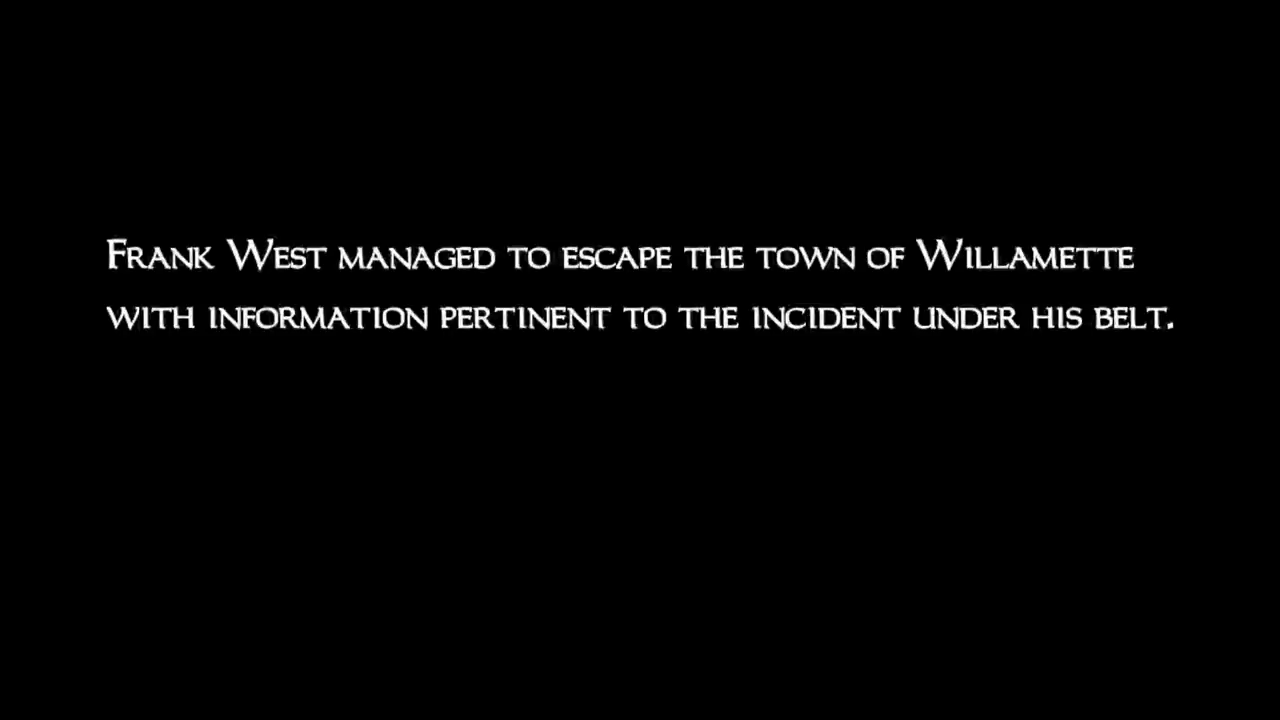 Frank West managed to escape the town of Willamette
with information pertinent to the incident under his belt.